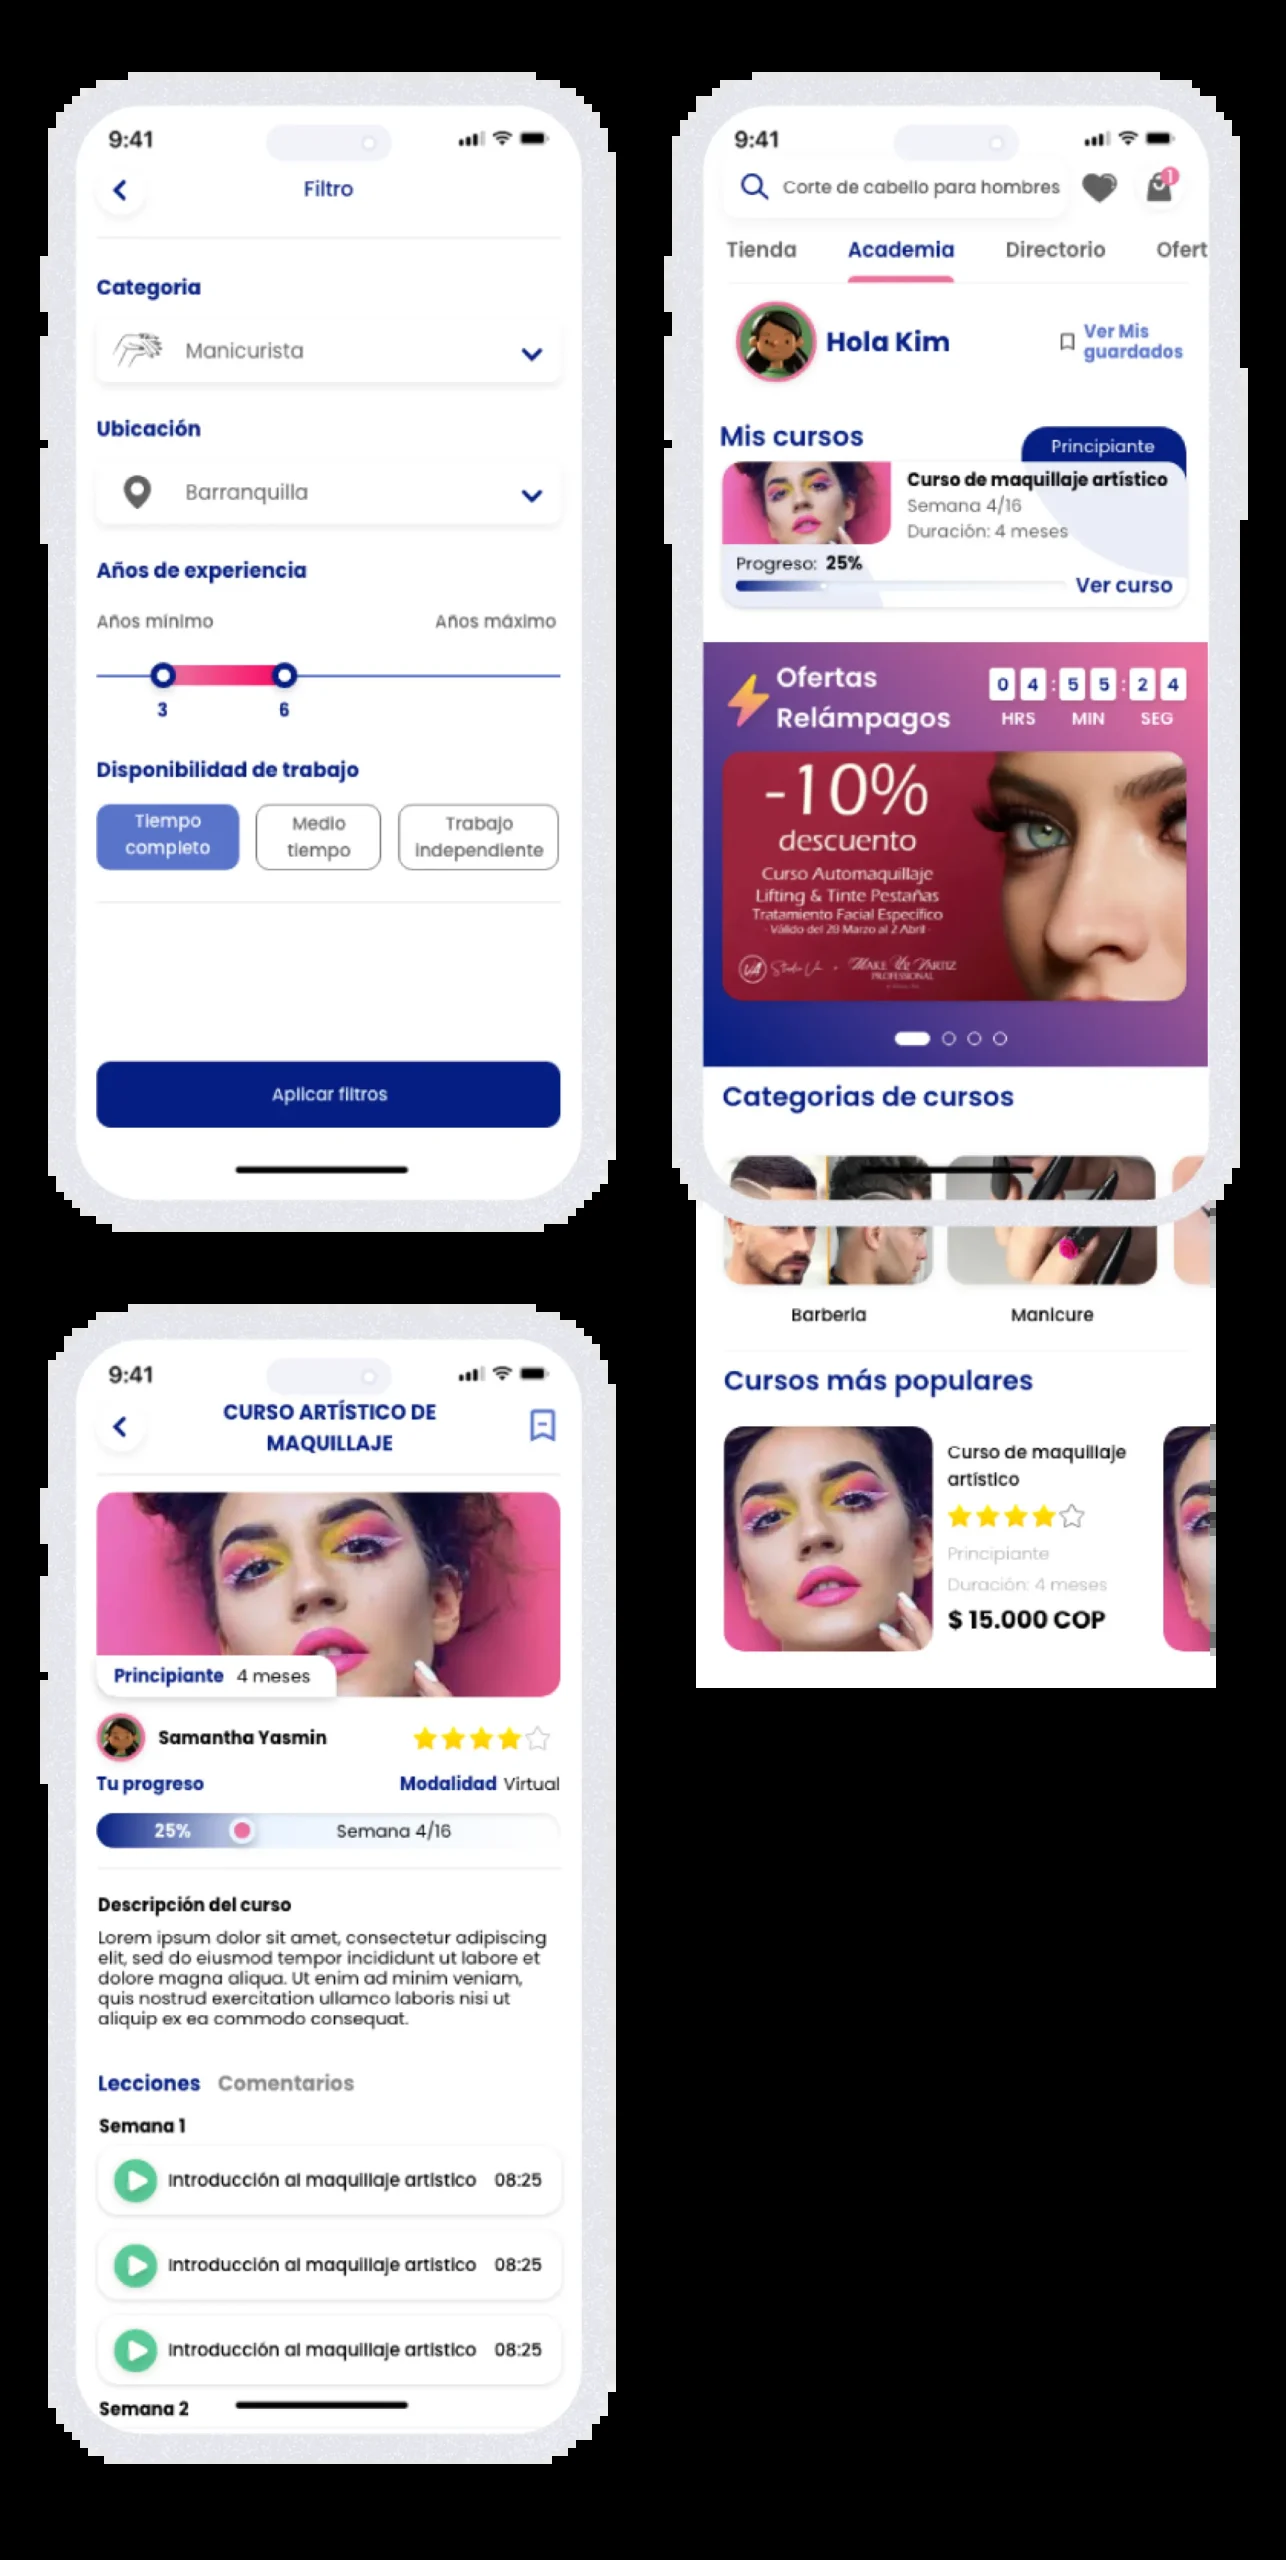 9:41
Filtro
Categoria
Manicurista
Ubicación
Barranquilla
Años de experiencia
Años mínimo Años máximo
3 6
Disponibilidad de trabajo
Tiempo
completo
Medio
tiempo
Trabajo
independiente
Aplicar filtros
9:41
Corte de cabello para hombres
1
Tienda Academia Directorio Ofert
Hola Kim
Ver Mis
guardados
Mis cursos
Principiante
Curso de maquillaje artístico
Semana 4/16
Duración: 4 meses
Progreso: 25%
Ver curso
Ofertas
Relámpagos
0 4 : 5 5 : 2 4
HRS MIN SEG
-10%
descuento
Curso Automaquillaje
Lifting & Tinte Pestañas
Tratamiento Facial Específico
· Válido del 28 Marzo al 2 Abril ·
MAKE UP PARTIZ
PROFESSIONAL
Categorias de cursos
Barberia
Manicure
Cursos más populares
Curso de maquillaje
artístico
Principiante
Duración: 4 meses
$ 15.000 COP
9:41
CURSO ARTÍSTICO DE
MAQUILLAJE
Principiante 4 meses
Samantha Yasmin
Tu progreso
Modalidad Virtual
25% Semana 4/16
Descripción del curso
Lorem ipsum dolor sit amet, consectetur adipiscing
elit, sed do eiusmod tempor incididunt ut labore et
dolore magna aliqua. Ut enim ad minim veniam,
quis nostrud exercitation ullamco laboris nisi ut
aliquip ex ea commodo consequat.
Lecciones Comentarios
Semana 1
Introducción al maquillaje artistico 08:25
Introducción al maquillaje artistico 08:25
Introducción al maquillaje artistico 08:25
Semana 2